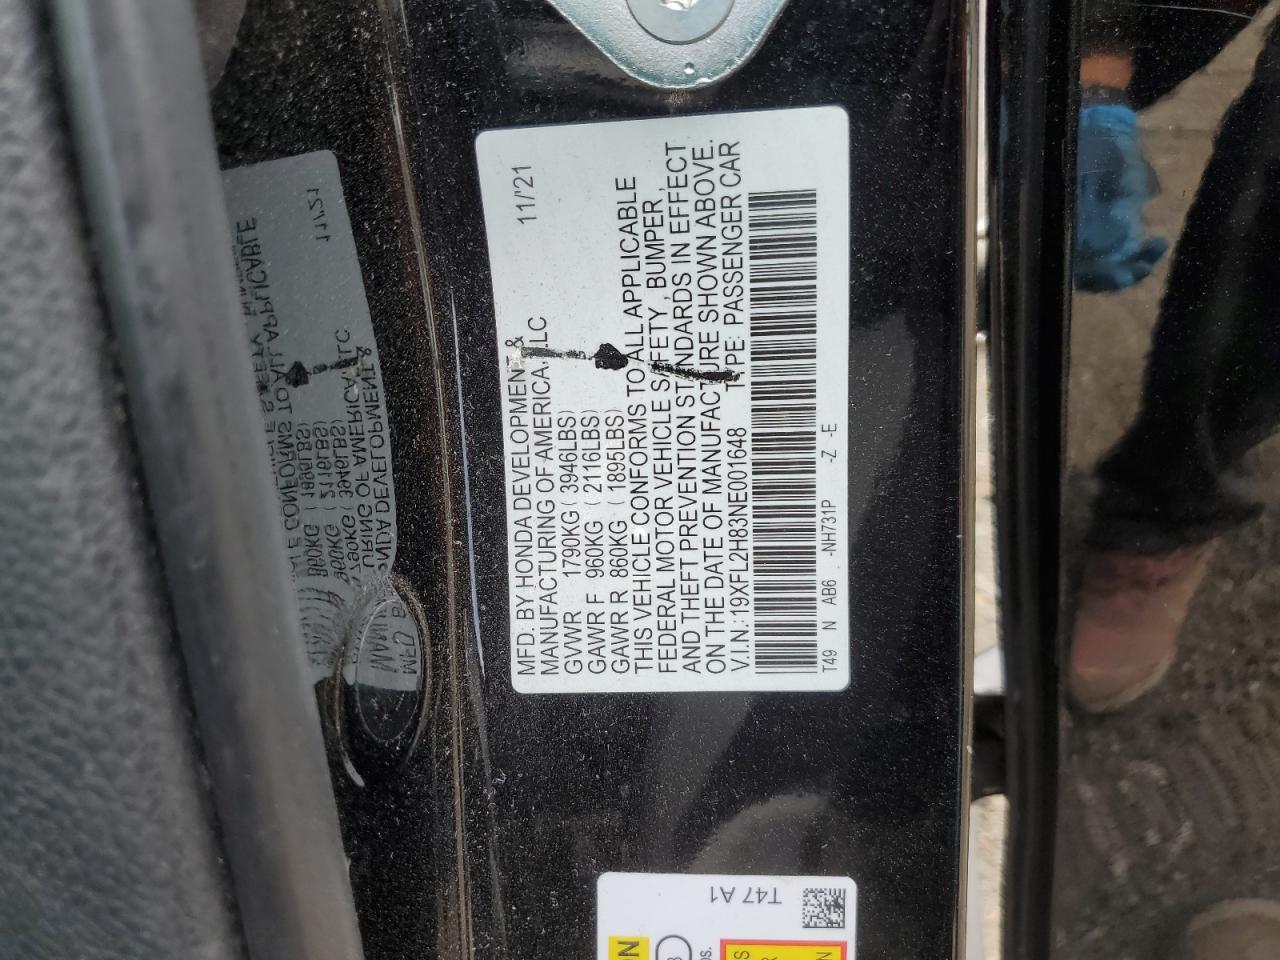 11/'21
MFD. BY HONDA DEVELOPMENT &
MANUFACTURING OF AMERICA, LLC
GVWR 1790KG ( 3946LBS)
GAWR F 960KG ( 2116LBS)
GAWR R 860KG ( 1895LBS)
THIS VEHICLE CONFORMS TO ALL APPLICABLE
FEDERAL MOTOR VEHICLE SAFETY, BUMPER,
AND THEFT PREVENTION STANDARDS IN EFFECT
ON THE DATE OF MANUFACTURE SHOWN ABOVE.
V.I.N.: 19XFL2H83NE001648 TYPE: PASSENGER CAR
T49 N AB6 . -NH731P -Z -E
T47 A1